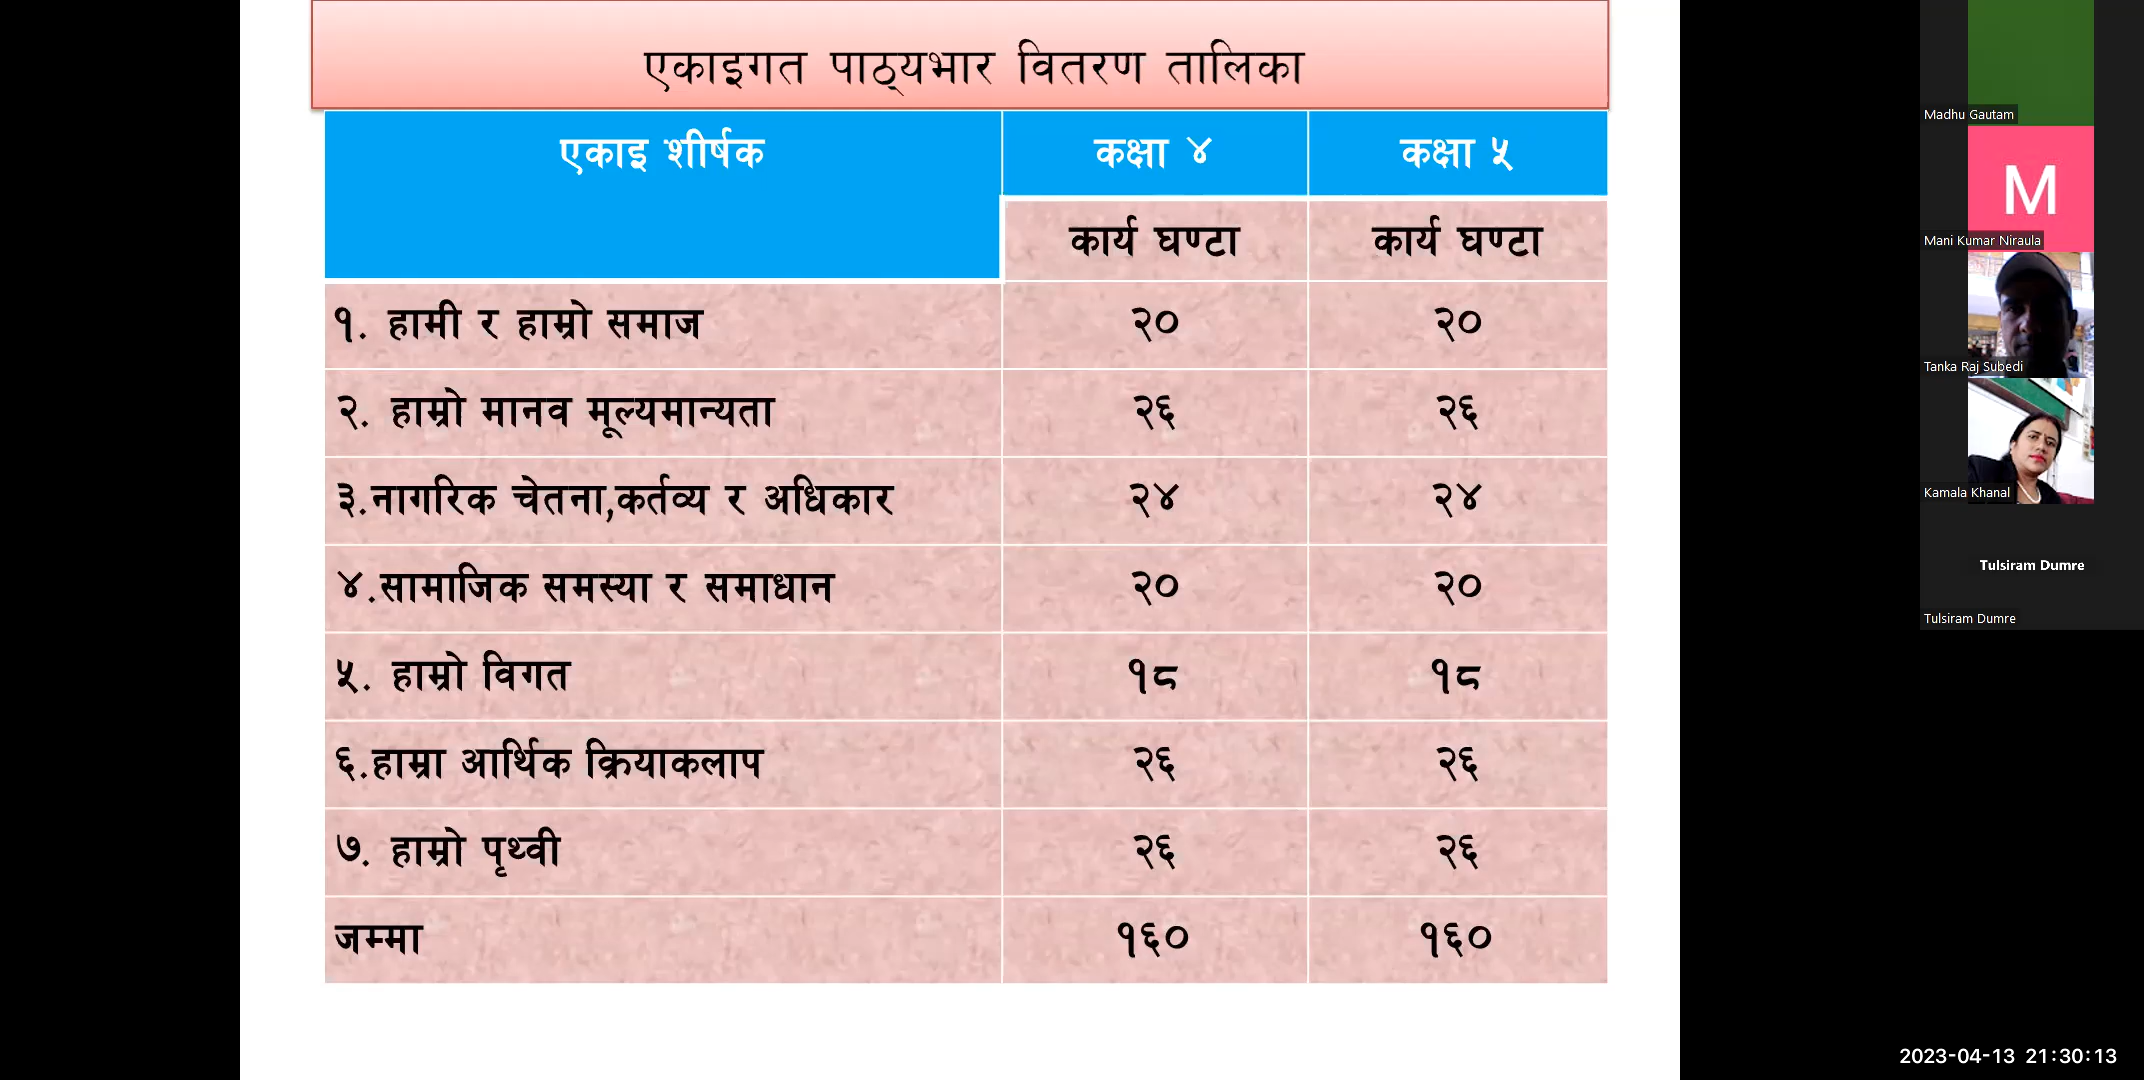 एकाइगत पाठ्यभार वितरण तालिका
एकाइ शीर्षक कक्षा ४ कक्षा ५
कार्य घण्टा कार्य घण्टा
१. हामी र हाम्रो समाज २० २०
२. हाम्रो मानव मूल्यमान्यता २६ २६
३.नागरिक चेतना,कर्तव्य र अधिकार २४ २४
४.सामाजिक समस्या र समाधान २० २०
५. हाम्रो विगत १८ १८
६.हाम्रा आर्थिक क्रियाकलाप २६ २६
७. हाम्रो पृथ्वी २६ २६
जम्मा १६० १६०
Madhu Gautam
M
Mani Kumar Niraula
Tanka Raj Subedi
Kamala Khanal
Tulsiram Dumre
Tulsiram Dumre
2023-04-13 21:30:13